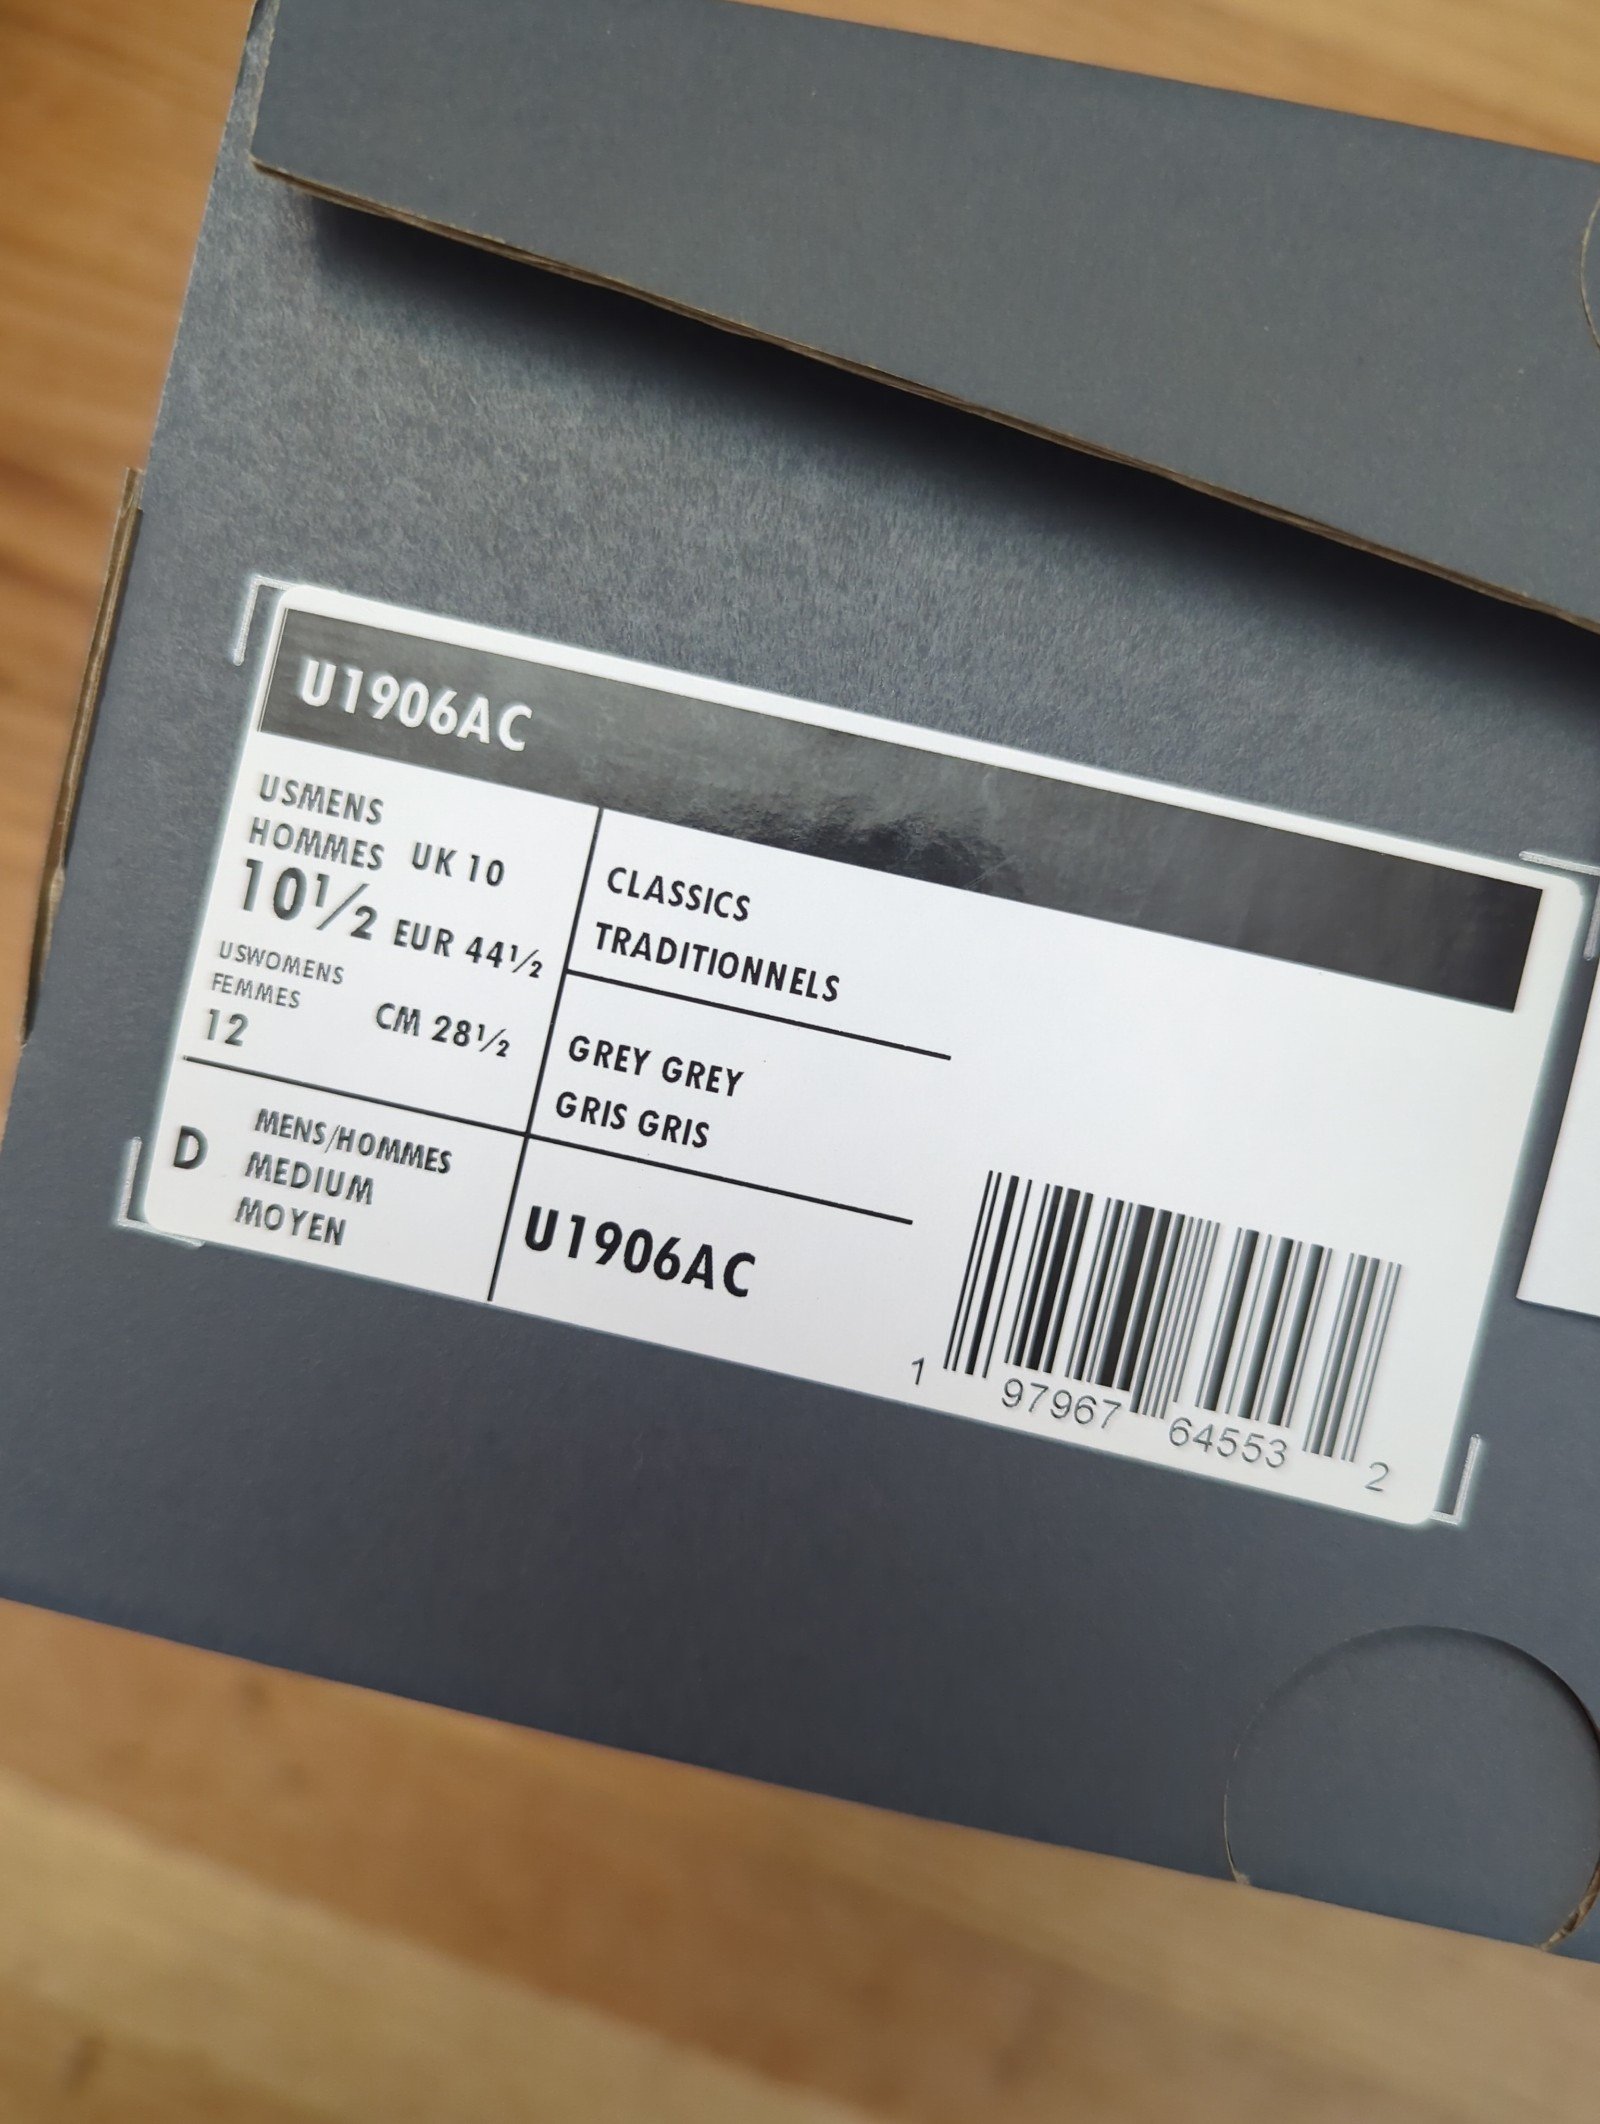 U1906AC
USMENS
HOMMES UK 10
10½ EUR 44½
USWOMENS
FEMMES
12 CM 28½
D MENS/HOMMES
MEDIUM
MOYEN
CLASSICS
TRADITIONNELS
GREY GREY
GRIS GRIS
U1906AC
1 97967 64553 2